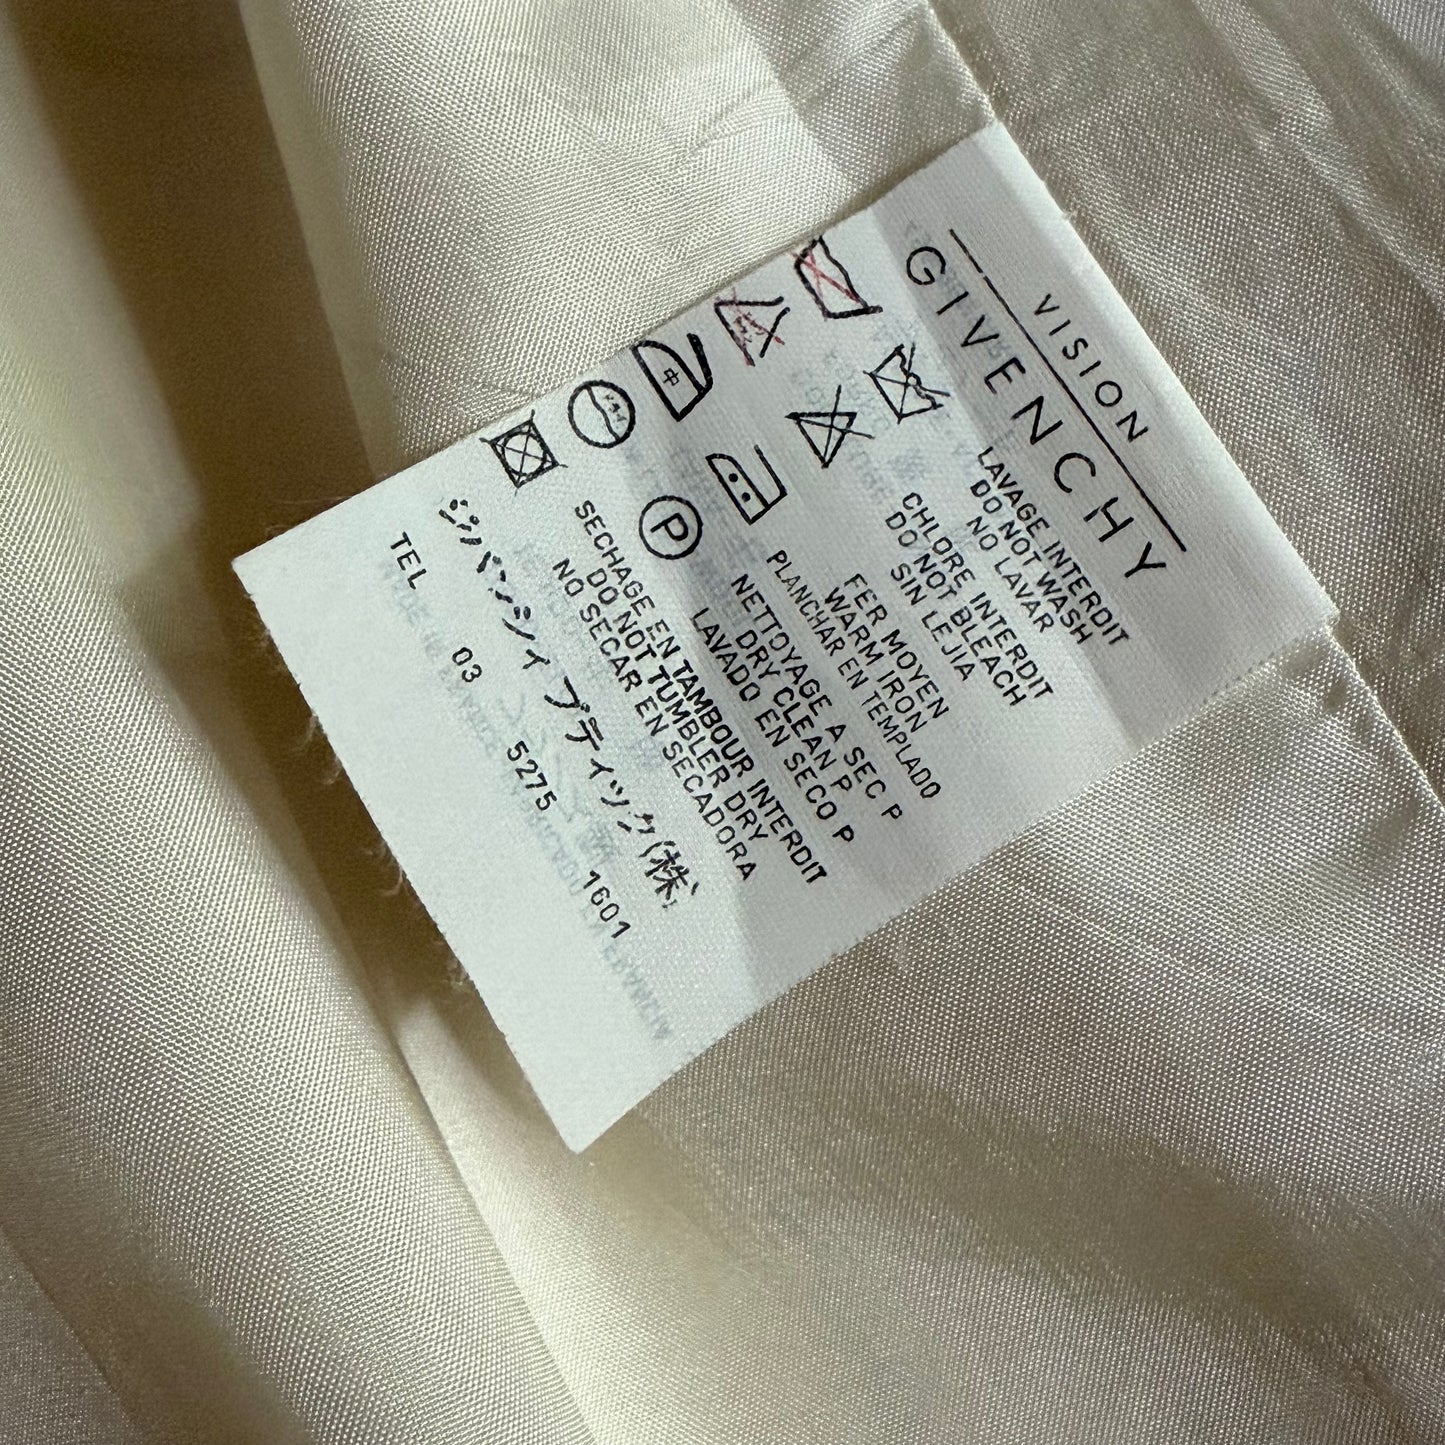 VISION
GIVENCHY
LAVAGE INTERDIT
DO NOT WASH
NO LAVAR
CHLORE INTERDIT
DO NOT BLEACH
SIN LEJIA
中
FER MOYEN
WARM IRON
PLANCHAR EN TEMPLADO
P
NETTOYAGE A SEC P
DRY CLEAN P
LAVADO EN SECO P
SECHAGE EN TAMBOUR INTERDIT
DO NOT TUMBLER DRY
NO SECAR EN SECADORA
ジバンシィ ブティック(株)
TEL 03 5275 1601